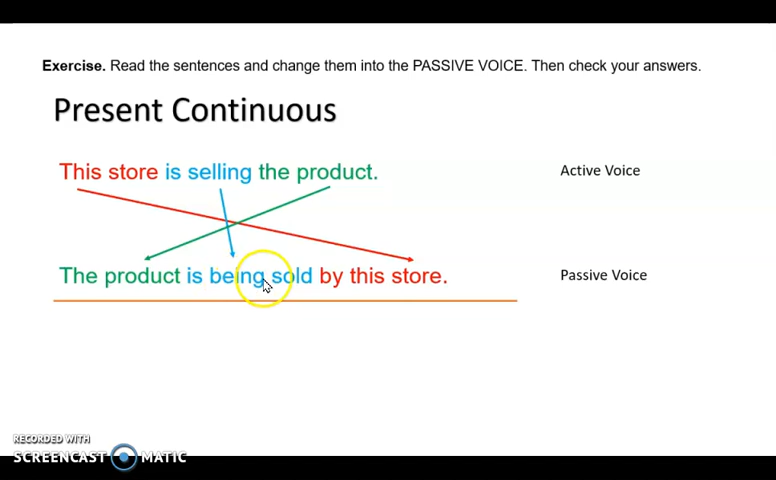 Exercise. Read the sentences and change them into the PASSIVE VOICE. Then check your answers.
Present Continuous
This store is selling the product.
Active Voice
The product is being sold by this store.
Passive Voice
RECORDED WITH
SCREENCAST MATIC